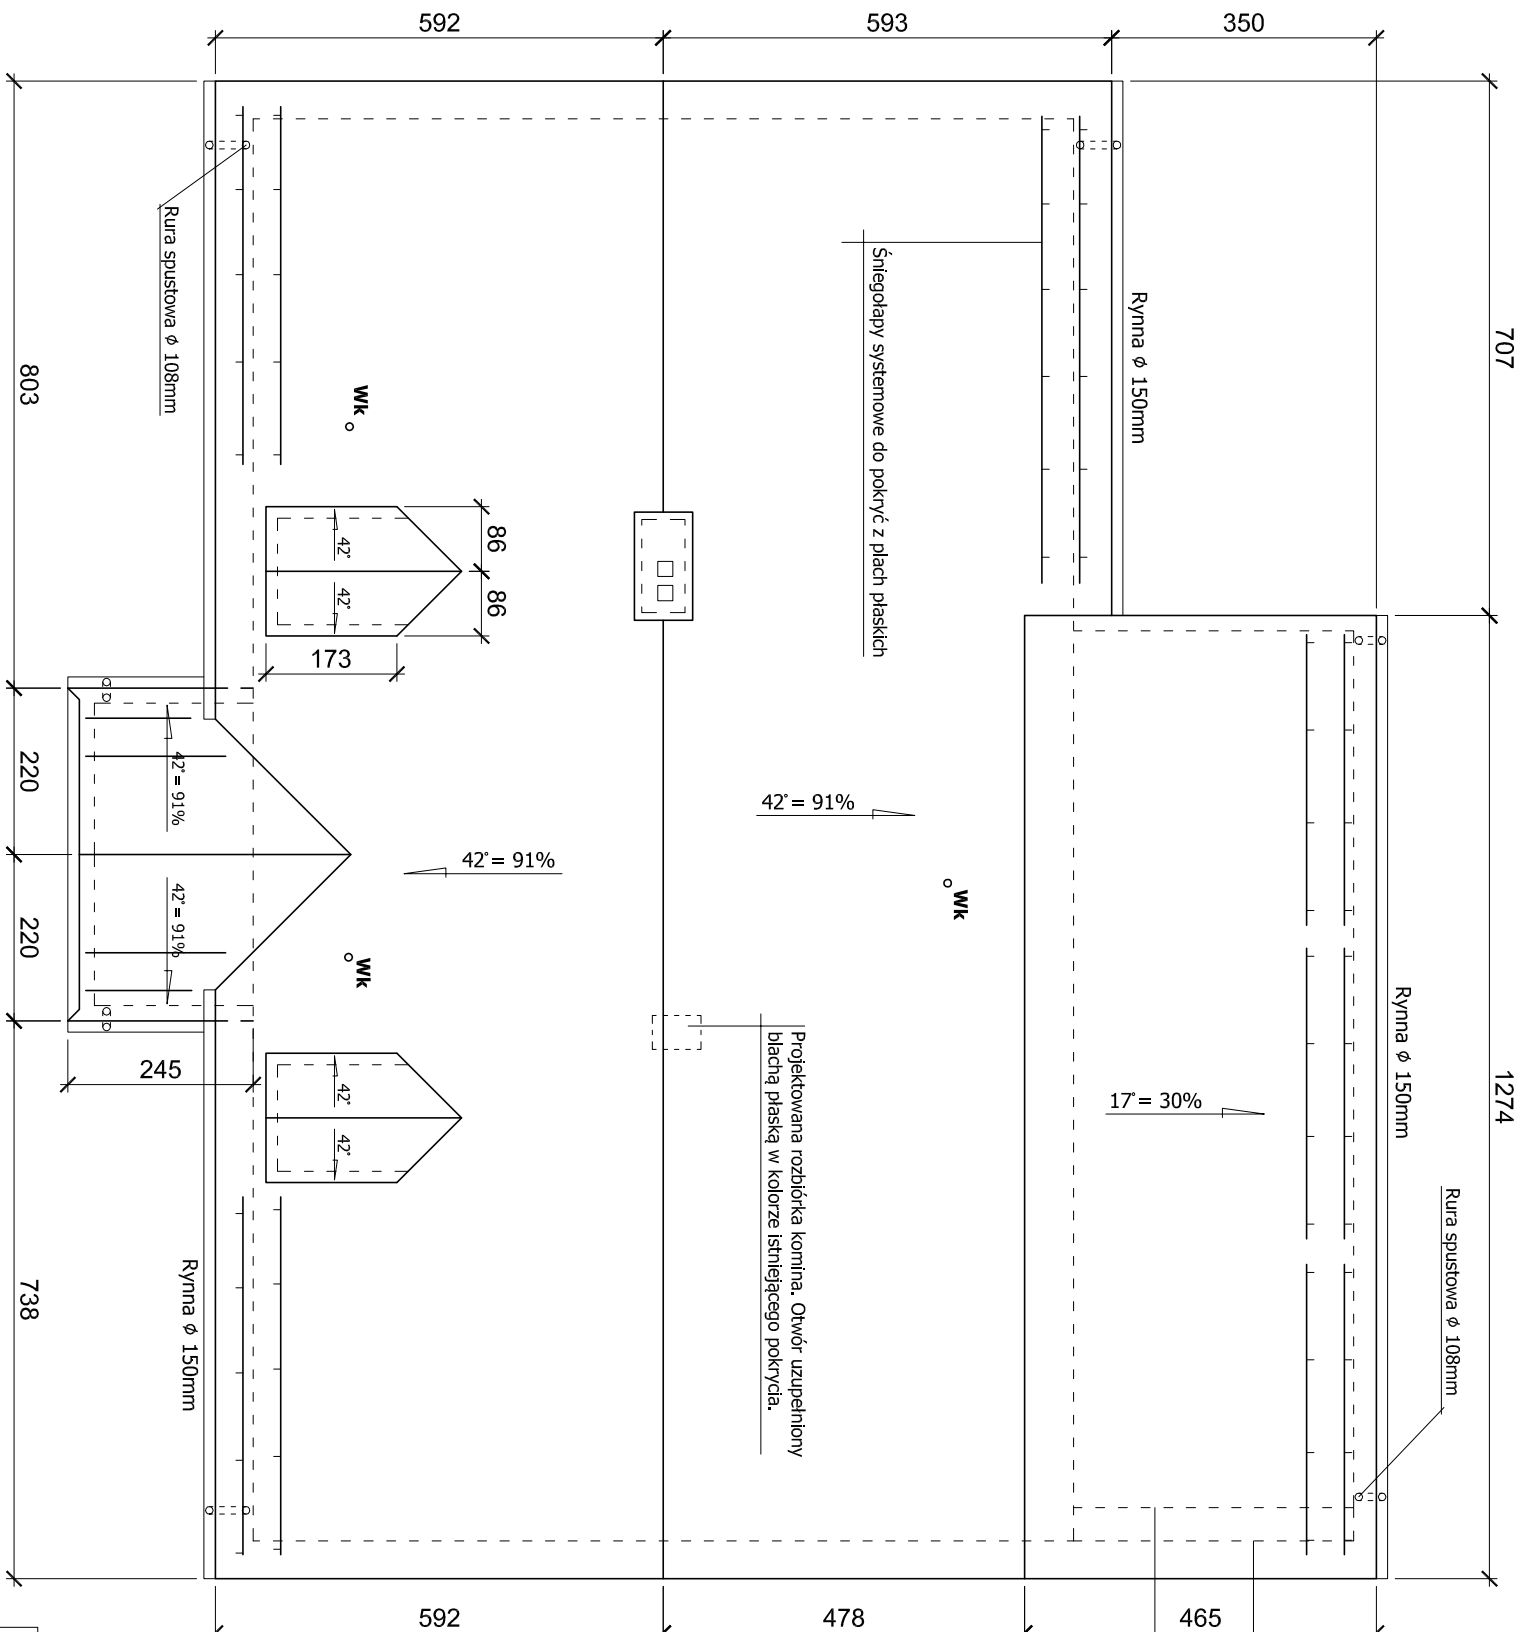 592
593
350
707
1274
Rynna ϕ 150mm
Śniegołapy systemowe do pokryć z płach płaskich
Rura spustowa ϕ 108mm
803
Wk
86
86
42°
42°
173
220
220
42°= 91%
42°= 91%
42°= 91%
42°= 91%
Wk
Wk
17°= 30%
Rynna ϕ 150mm
Rura spustowa ϕ 108mm
Projektowana rozbiórka komina. Otwór uzupełniony
blachą płaską w kolorze istniejącego pokrycia.
245
42°
42°
Rynna ϕ 150mm
738
592
478
465